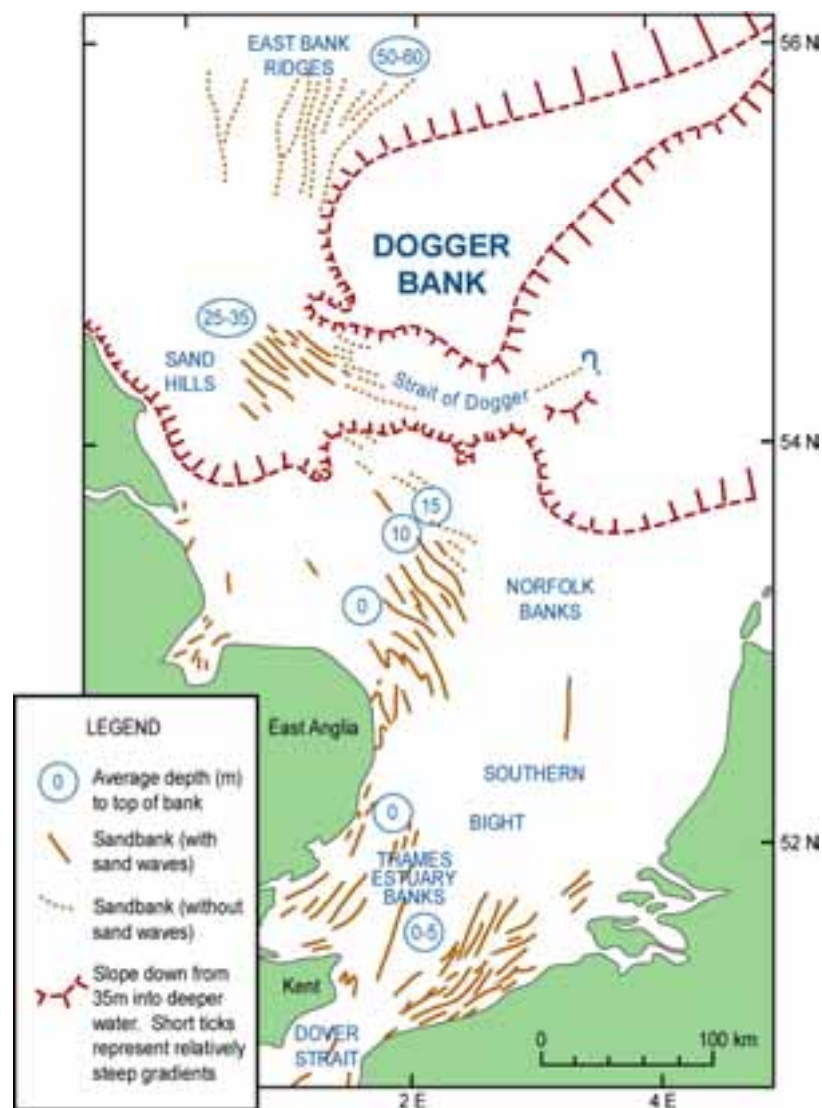 EAST BANK
RIDGES
50-60
56 N
DOGGER
BANK
25-35
SAND
HILLS
Strait of Dogger
?
54 N
15
10
0
NORFOLK
BANKS
East Anglia
SOUTHERN
BIGHT
0
52 N
THAMES
ESTUARY
BANKS
0-5
Kent
DOVER
STRAIT
0 100 km
2 E 4 E
LEGEND
0
Average depth (m)
to top of bank
Sandbank (with
sand waves)
Sandbank (without
sand waves)
Slope down from
35m into deeper
water. Short ticks
represent relatively
steep gradients